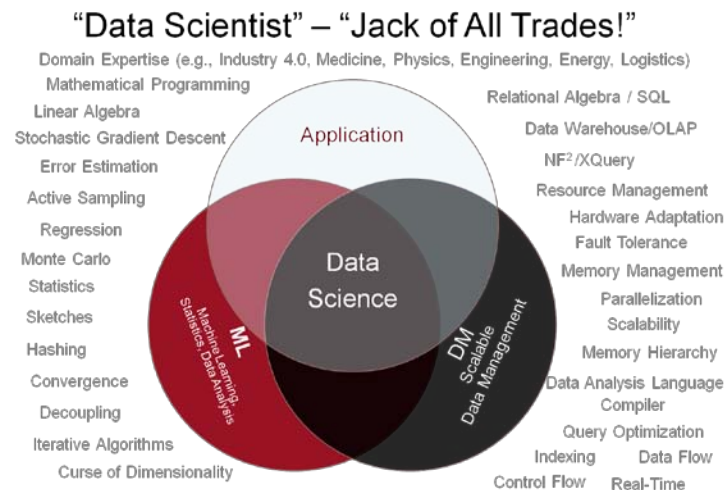 “Data Scientist” – “Jack of All Trades!”
Domain Expertise (e.g., Industry 4.0, Medicine, Physics, Engineering, Energy, Logistics)
Mathematical Programming
Linear Algebra
Stochastic Gradient Descent
Error Estimation
Active Sampling
Regression
Monte Carlo
Statistics
Sketches
Hashing
Convergence
Decoupling
Iterative Algorithms
Curse of Dimensionality
Application
Data
Science
ML
Machine Learning,
Statistics, Data Analysis
DM
Scalable
Data Management
Relational Algebra / SQL
Data Warehouse/OLAP
NF²/XQuery
Resource Management
Hardware Adaptation
Fault Tolerance
Memory Management
Parallelization
Scalability
Memory Hierarchy
Data Analysis Language
Compiler
Query Optimization
Indexing Data Flow
Control Flow Real-Time